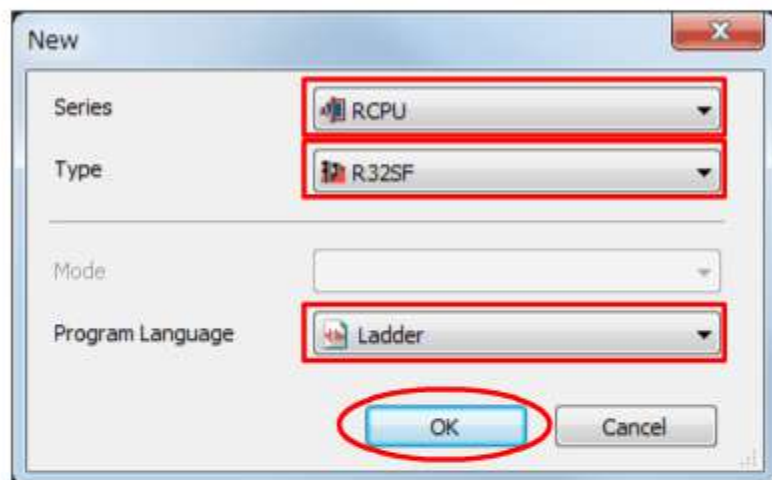 New
Series
RCPU
Type
R32SF
Mode
Program Language
Ladder
OK
Cancel